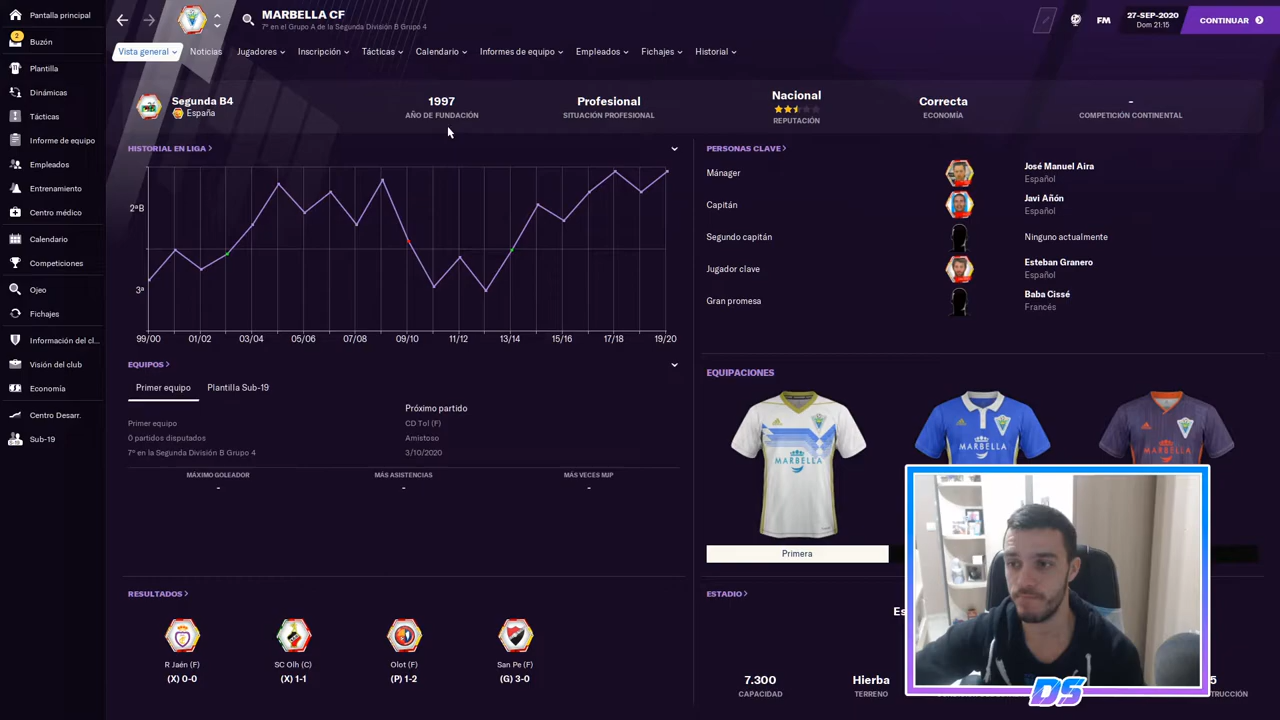 Pantalla principal
2
Buzón
Plantilla
Dinámicas
Tácticas
Informe de equipo
Empleados
Entrenamiento
Centro médico
Calendario
Competiciones
Ojeo
Fichajes
Información del cl...
Visión del club
Economía
Centro Desarr.
Sub-19
MARBELLA CF
7º en el Grupo A de la Segunda División B Grupo 4
FM
27-SEP-2020
Dom 21:15
CONTINUAR
Vista general
Noticias
Jugadores
Inscripción
Tácticas
Calendario
Informes de equipo
Empleados
Fichajes
Historial
Segunda B4
España
1997
AÑO DE FUNDACIÓN
Profesional
SITUACIÓN PROFESIONAL
Nacional
REPUTACIÓN
Correcta
ECONOMÍA
-
COMPETICIÓN CONTINENTAL
HISTORIAL EN LIGA
2ªB
3ª
99/00 01/02 03/04 05/06 07/08 09/10 11/12 13/14 15/16 17/18 19/20
PERSONAS CLAVE
Mánager
José Manuel Aira
Español
Capitán
Javi Añón
Español
Segundo capitán
Ninguno actualmente
Jugador clave
Esteban Granero
Español
Gran promesa
Baba Cissé
Francés
EQUIPOS
Primer equipo
Plantilla Sub-19
Primer equipo
0 partidos disputados
7º en la Segunda División B Grupo 4
Próximo partido
CD Tol (F)
Amistoso
3/10/2020
MÁXIMO GOLEADOR
-
MÁS ASISTENCIAS
-
MÁS VECES MJP
-
EQUIPACIONES
MARBELLA
MARBELLA
MARBELLA
Primera
RESULTADOS
R Jaén (F)
(X) 0-0
SC Olh (C)
(X) 1-1
Olot (F)
(P) 1-2
San Pe (F)
(G) 3-0
ESTADIO
7.300
CAPACIDAD
Hierba
TERRENO
DS